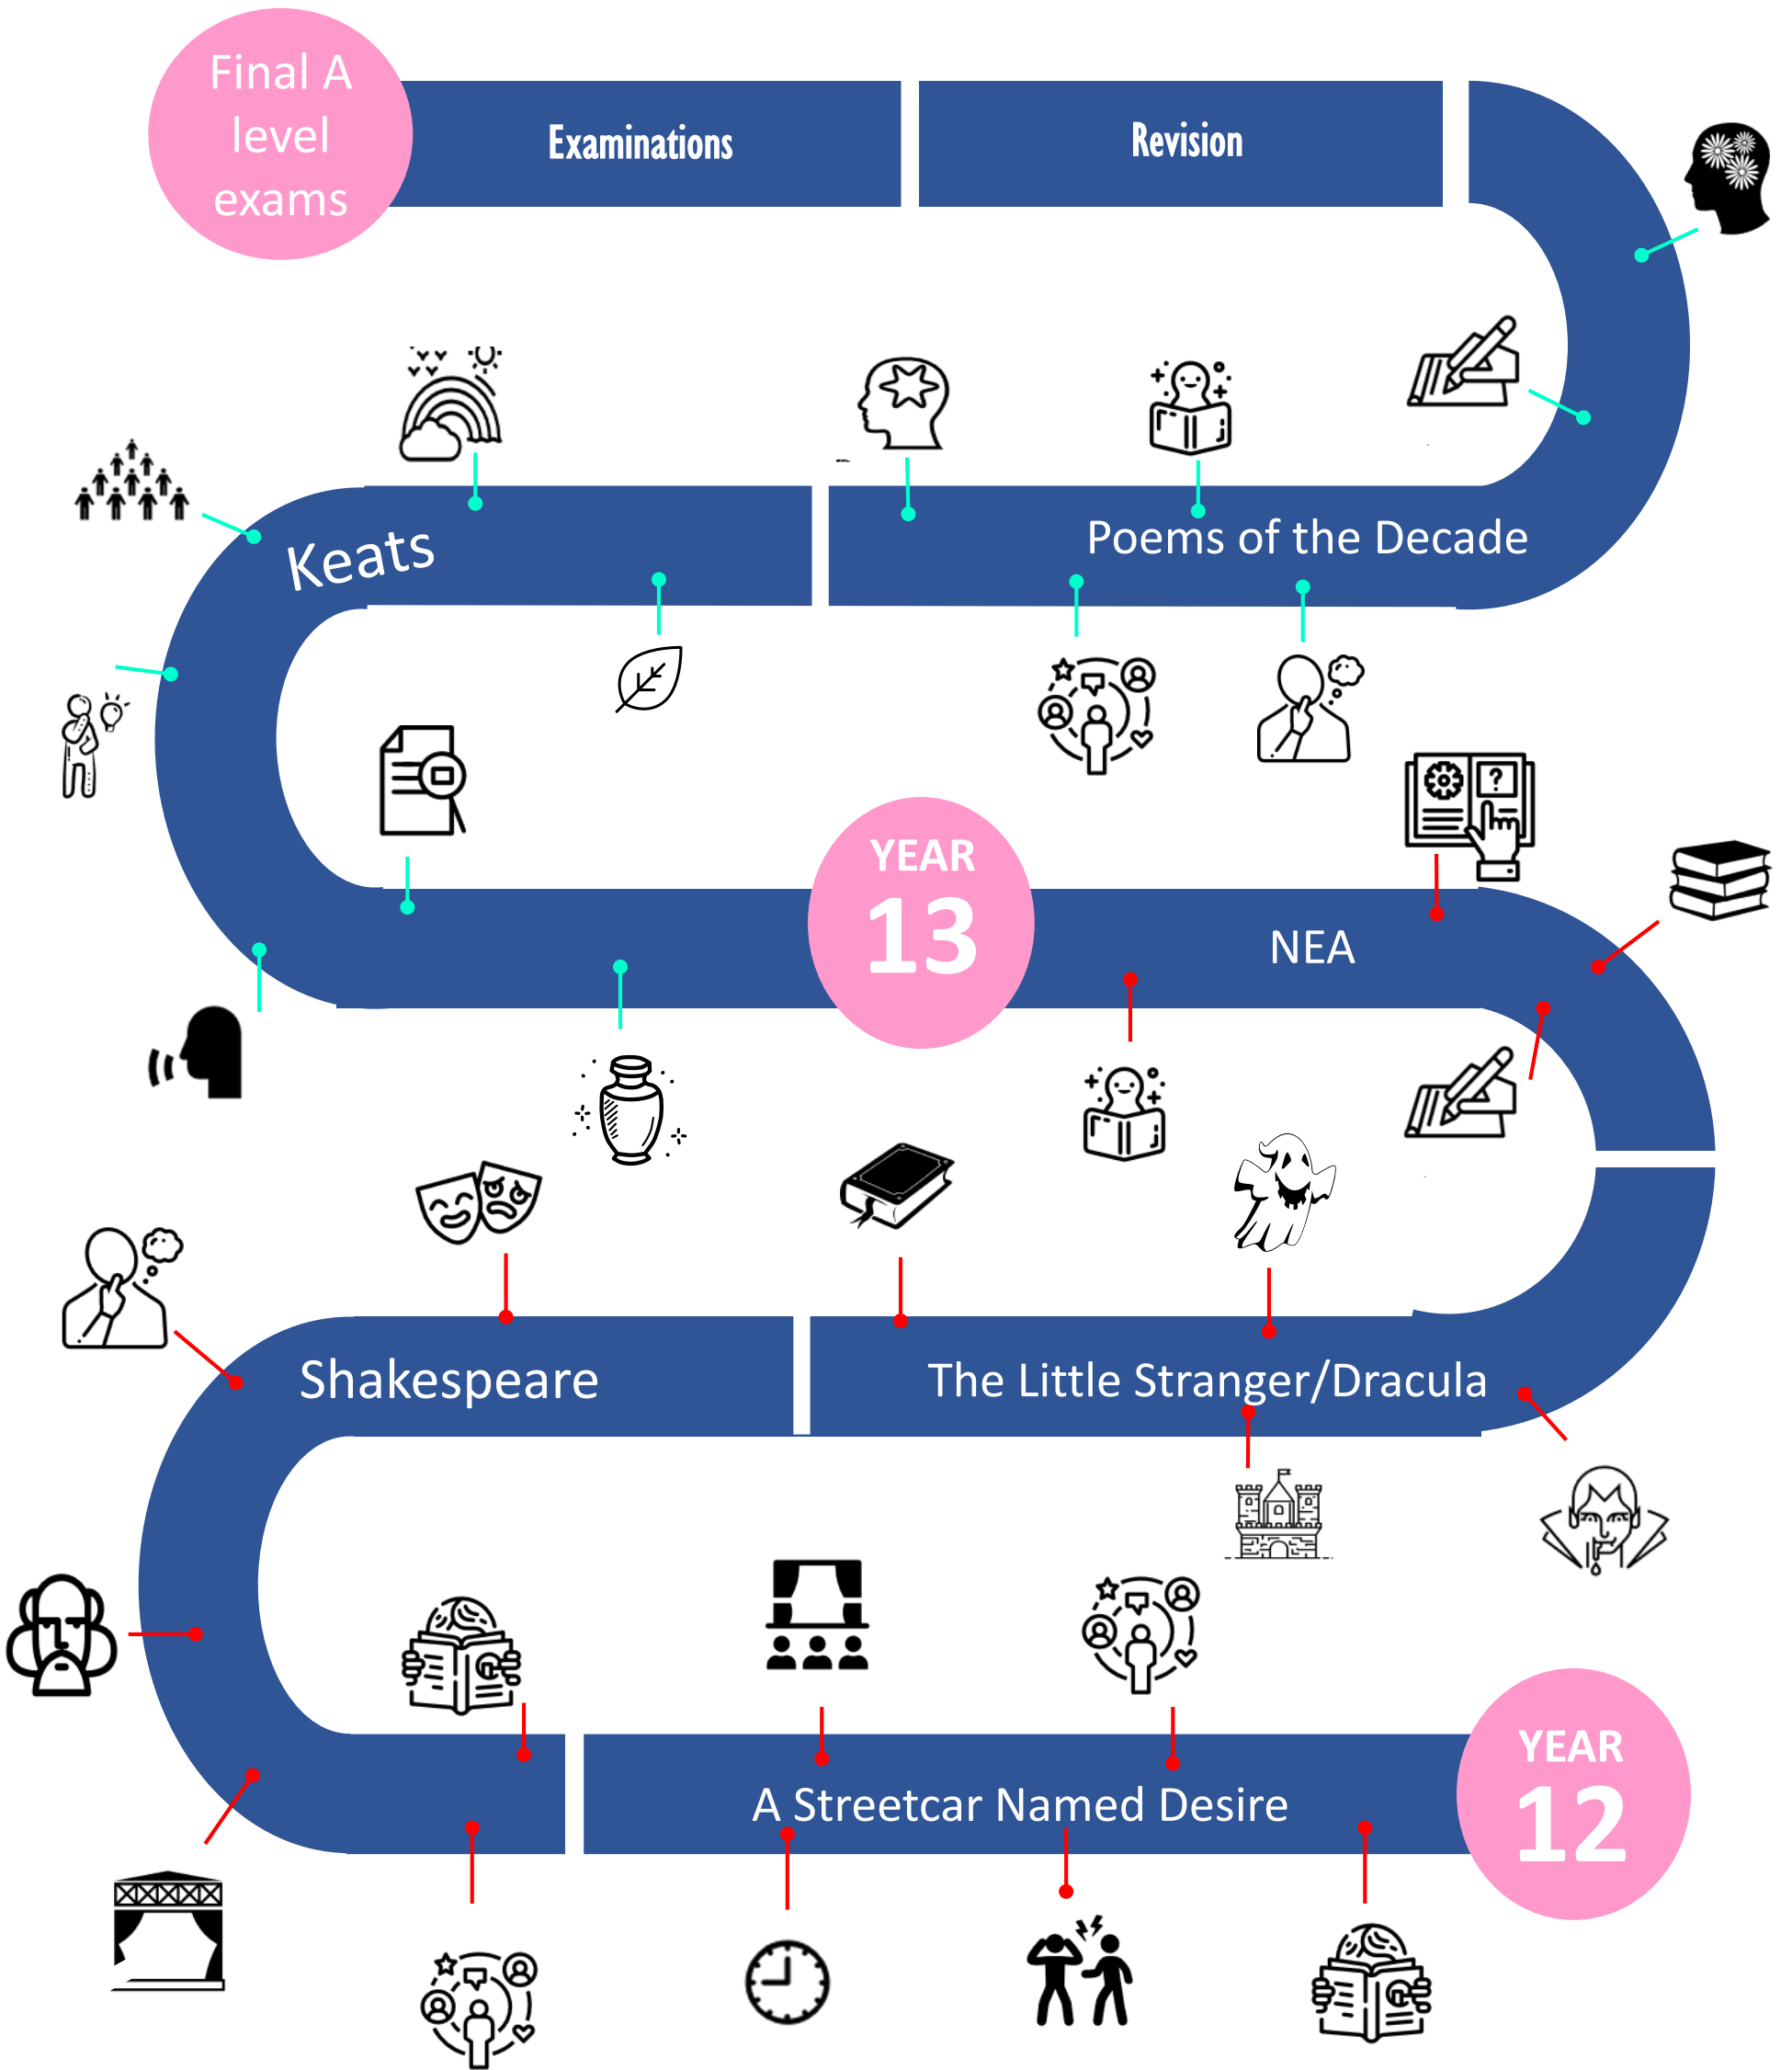 Final A
level
exams
Examinations
Revision
Keats
Poems of the Decade
YEAR
13
NEA
Shakespeare
The Little Stranger/Dracula
A Streetcar Named Desire
YEAR
12
?